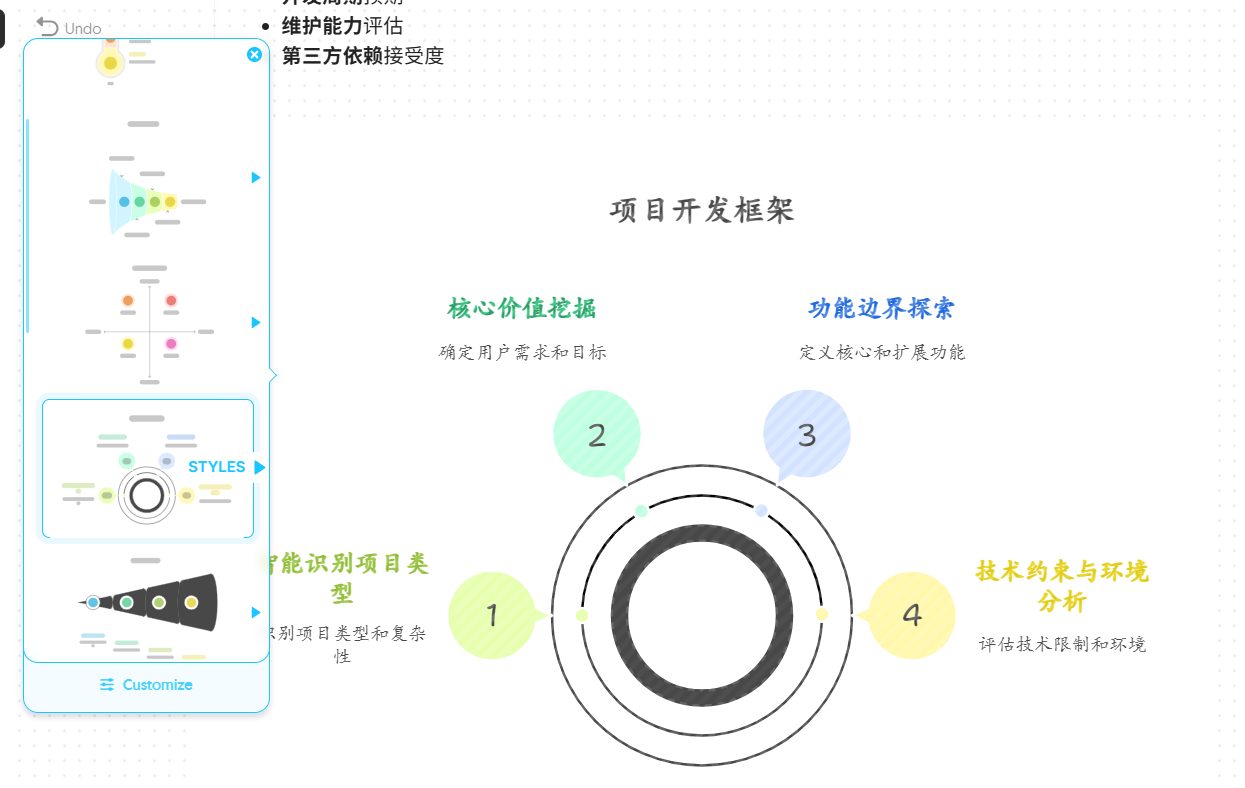 Undo
维护能力评估
第三方依赖接受度
项目开发框架
核心价值挖掘
确定用户需求和目标
功能边界探索
定义核心和扩展功能
2
3
STYLES
能识别项目类
型
别项目类型和复杂
性
1
4
技术约束与环境
分析
评估技术限制和环境
Customize